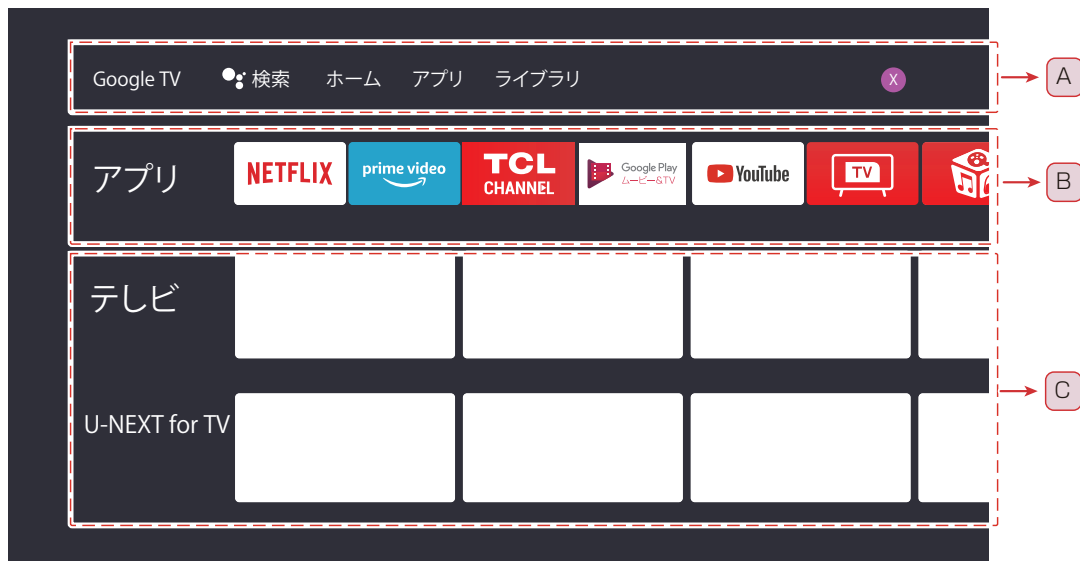 Google TV 検索 ホーム アプリ ライブラリ X
A
アプリ
NETFLIX
prime video
TCL
CHANNEL
Google Play
ムービー&TV
YouTube
TV
B
テレビ
U-NEXT for TV
C